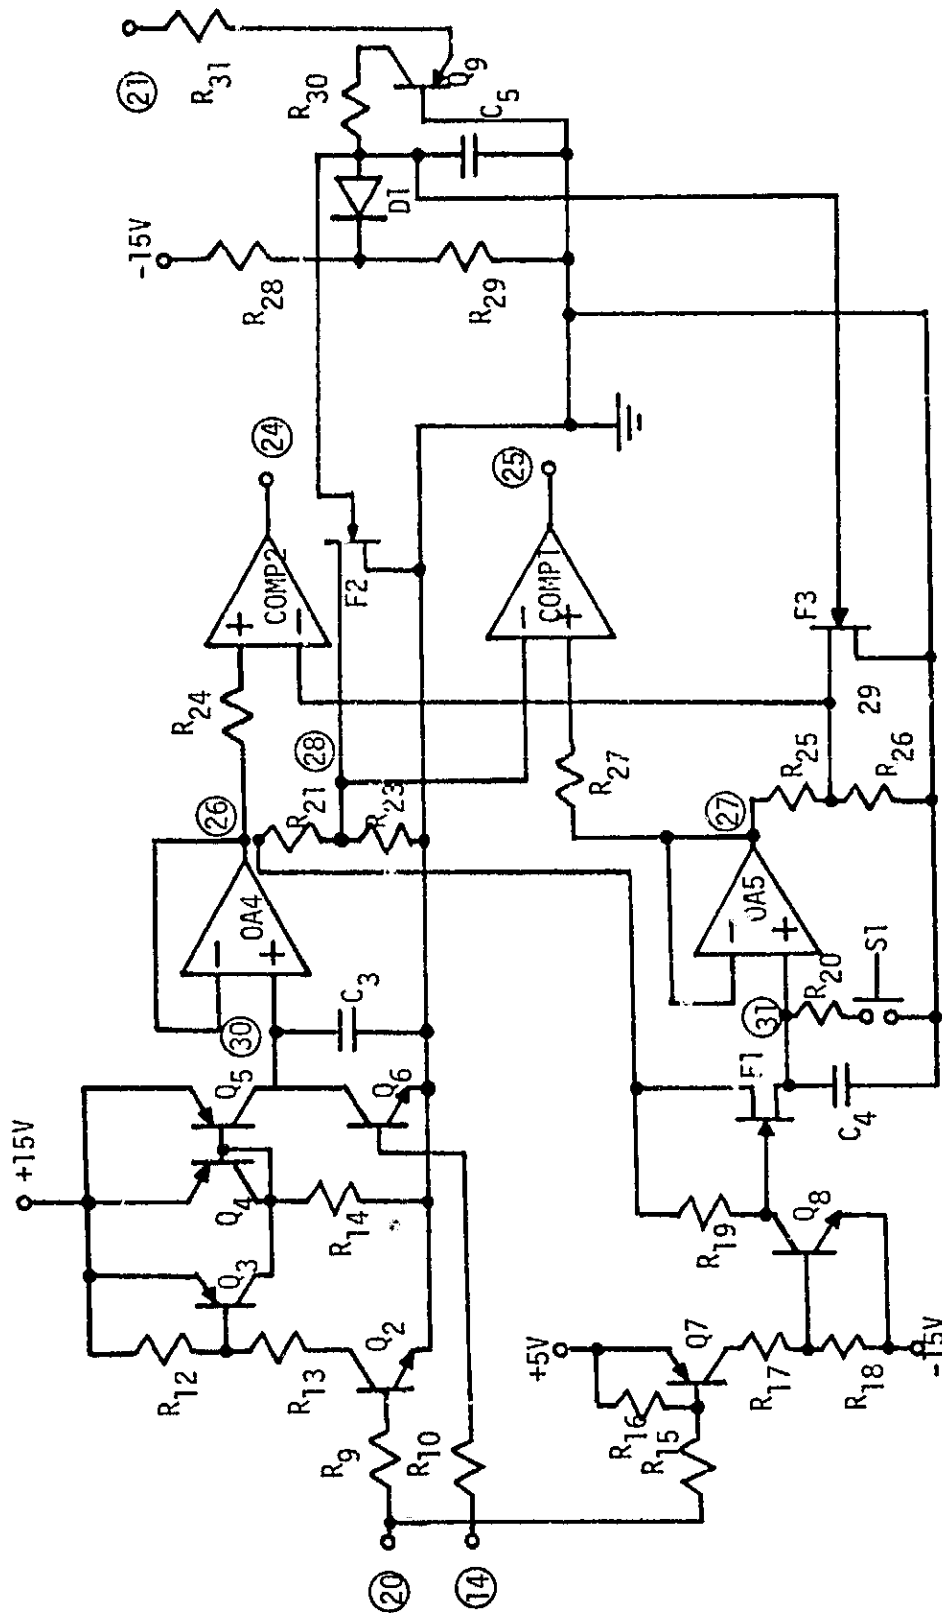 +15V
R12
Q3
Q4
Q5
30
R13
R14
Q2
Q6
C3
R9
R10
20
14
OA4
-
+
26
R24
+
-
COMP2
24
R21
28
R23
F2
-15V
R28
R29
D1
R30
R31
21
Q9
C5
-
+
COMP1
25
R27
+5V
Q7
R16
R15
R17
R18
-15V
R19
Q8
F1
C4
31
R20
S1
-
+
OA5
27
R25
R26
29
F3